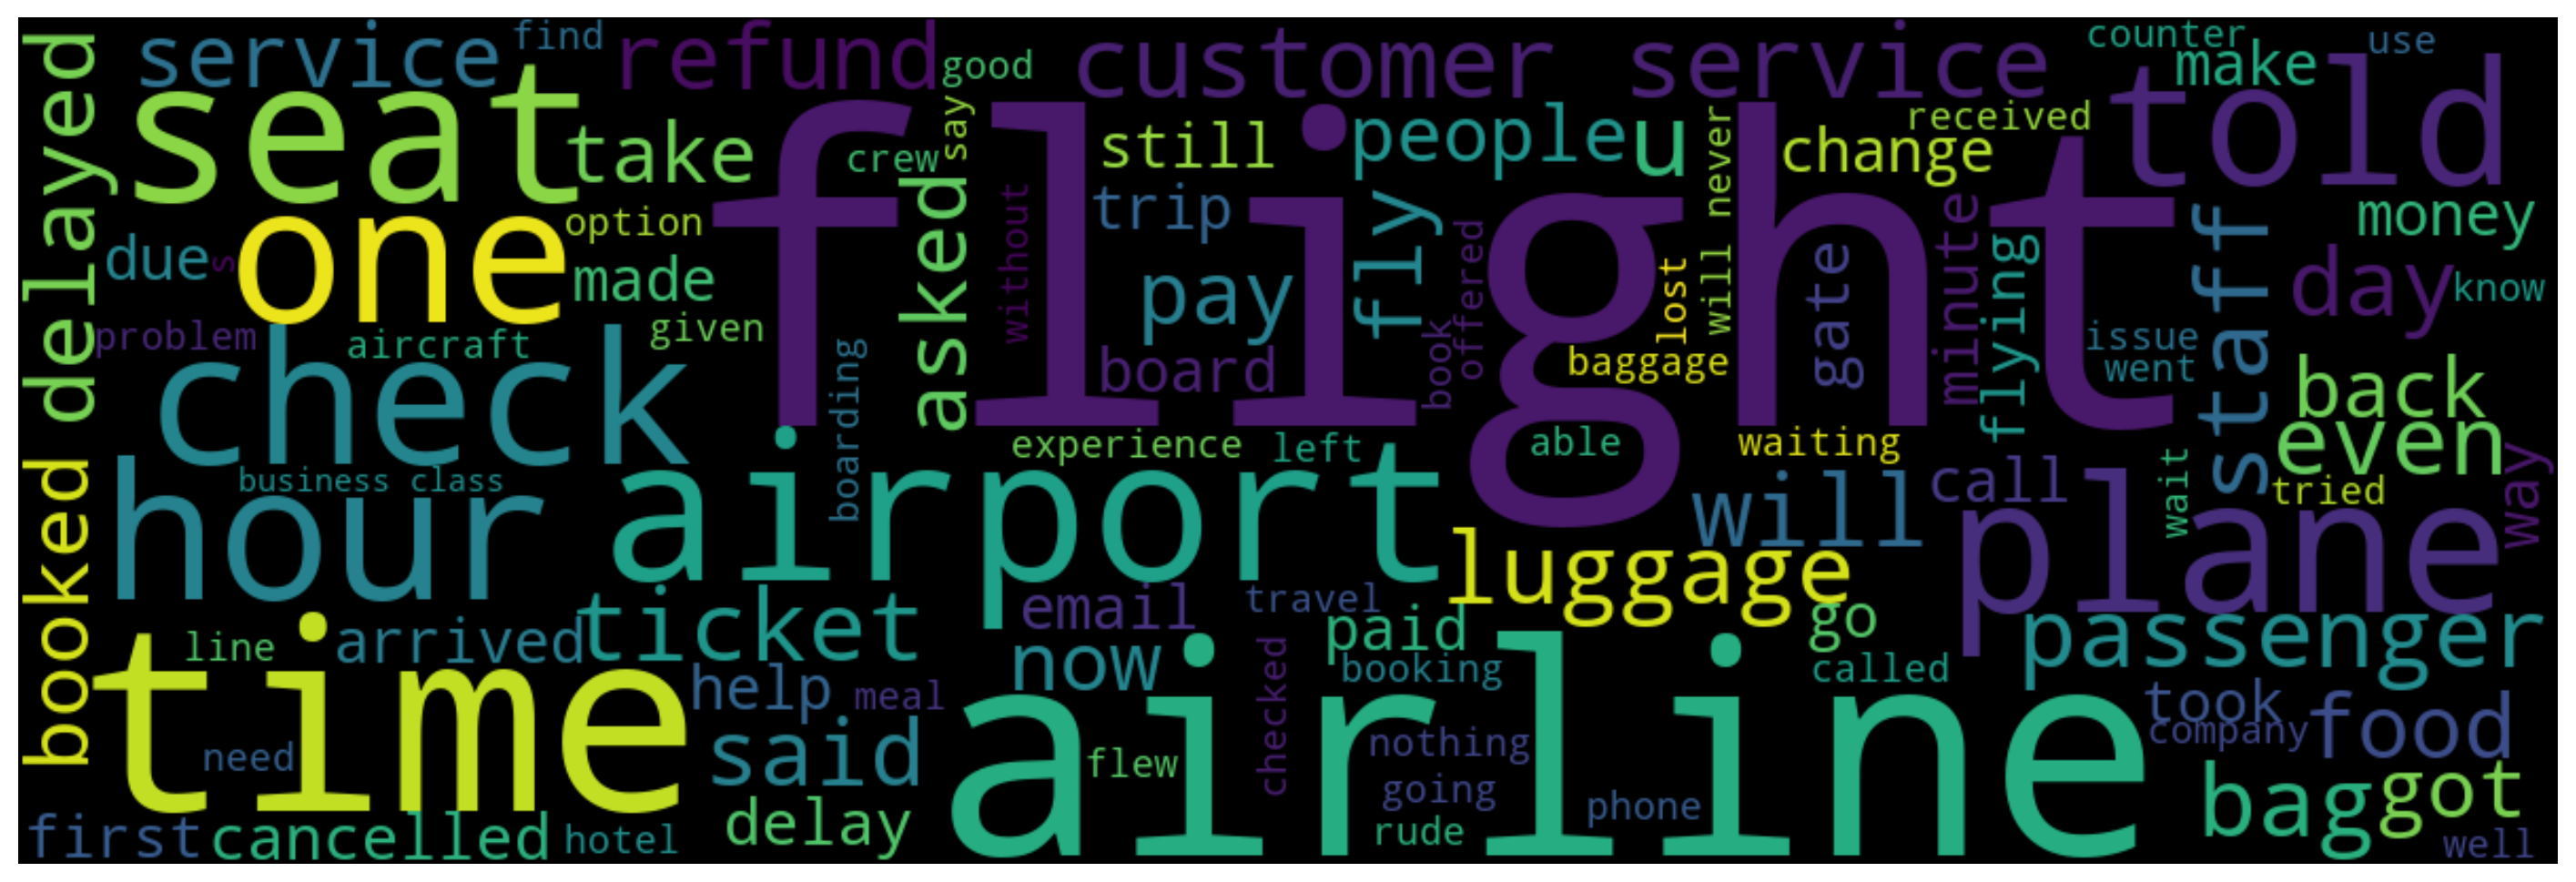 service
find
refund
good
customer service
counter
make
use
told
delayed
seat
take
crew
say
asked
still
people
u
will never
change
received
one
option
due
s
made
flight
without
trip
pay
fly
offered
lost
gate
minute
flying
staff
money
day
know
problem
aircraft
given
check
boarding
board
book
baggage
issue
went
back
even
experience
left
able
waiting
call
wait
tried
way
business class
hour
airport
will
plane
booked
luggage
ticket
email
travel
paid
go
passenger
line
arrived
time
now
booking
called
help
meal
airline
checked
took
company
food
need
said
flew
nothing
going
phone
rude
bag
got
first
cancelled
hotel
delay
well